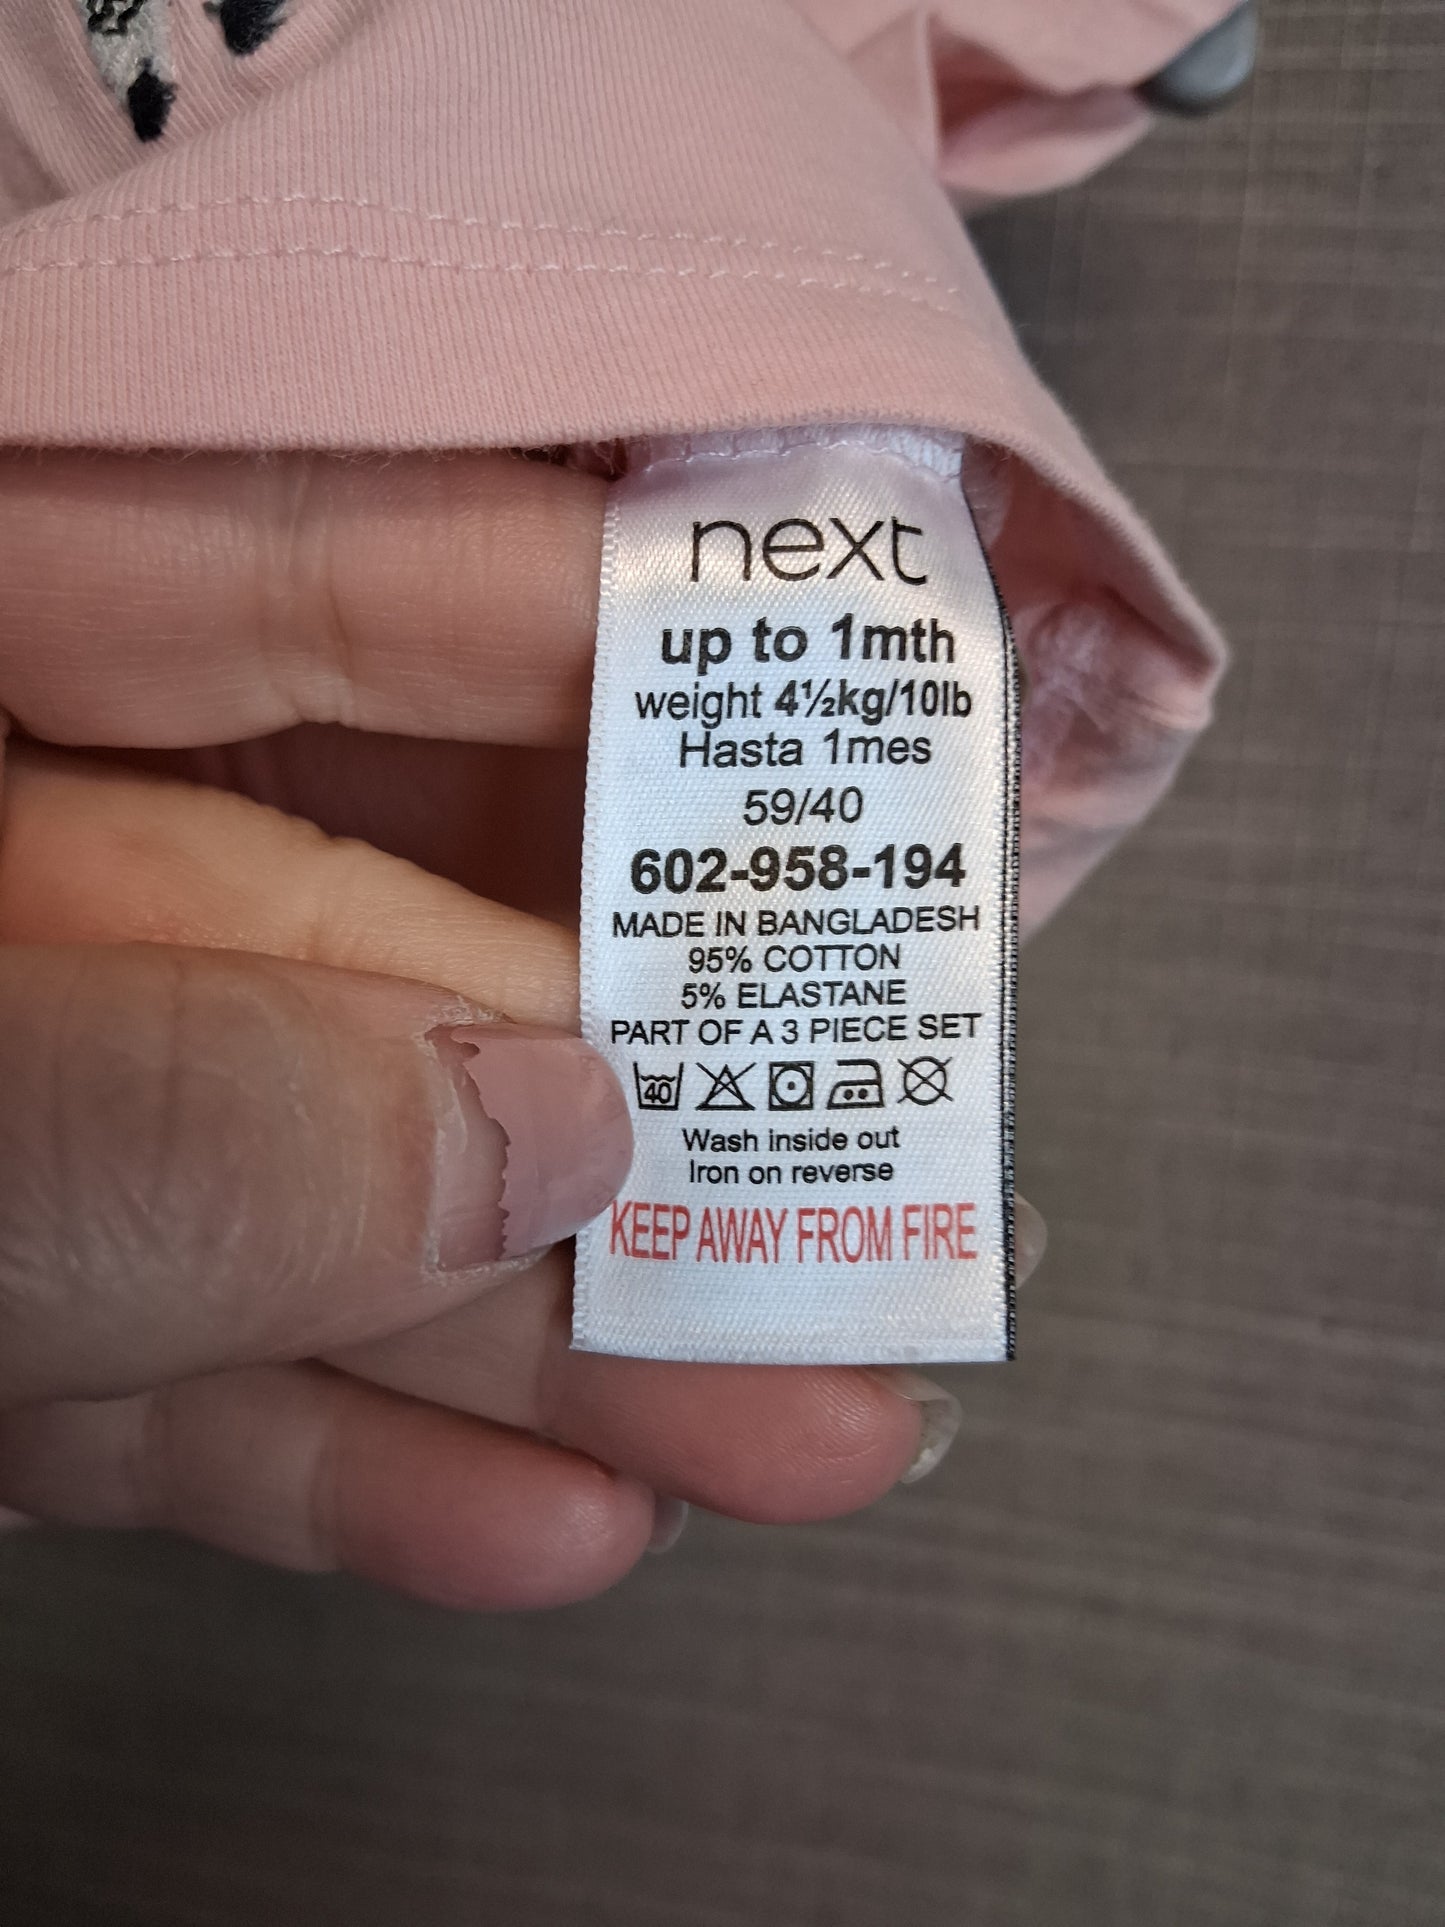 next
up to 1mth
weight 4½kg/10lb
Hasta 1mes
59/40
602-958-194
MADE IN BANGLADESH
95% COTTON
5% ELASTANE
PART OF A 3 PIECE SET
40
Wash inside out
Iron on reverse
KEEP AWAY FROM FIRE